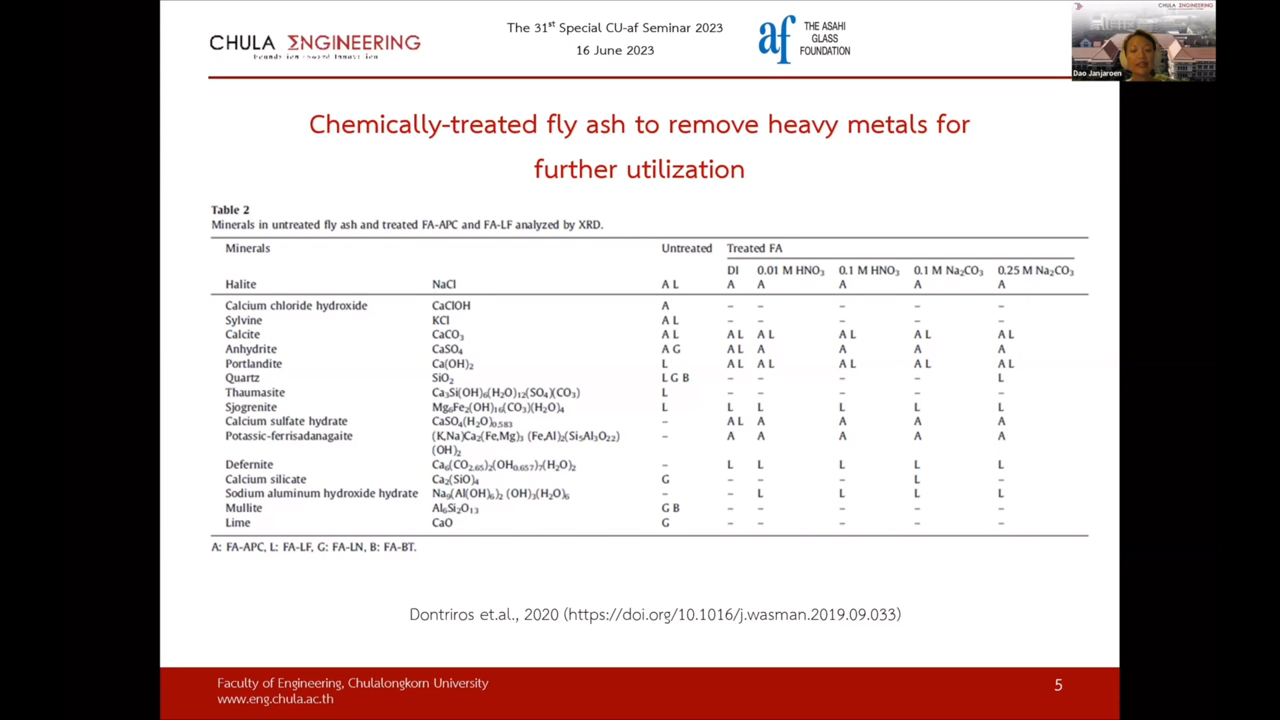 CHULA ΣNGINEERING
Foundation toward Innovation
The 31st Special CU-af Seminar 2023
16 June 2023
af THE ASAHI
GLASS
FOUNDATION
CHULA ΣNGINEERING
Dao Janjaroen
Chemically-treated fly ash to remove heavy metals for
further utilization
Table 2
Minerals in untreated fly ash and treated FA-APC and FA-LF analyzed by XRD.
Minerals Untreated Treated FA
DI 0.01 M HNO₃ 0.1 M HNO₃ 0.1 M Na₂CO₃ 0.25 M Na₂CO₃
Halite NaCl A L A A A A A
Calcium chloride hydroxide CaClOH A – – – – –
Sylvine KCl A L – – – – –
Calcite CaCO₃ A L A L A L A L A L A L
Anhydrite CaSO₄ A G A L A A A A
Portlandite Ca(OH)₂ L A L A L A L A L A L
Quartz SiO₂ L G B – – – – L
Thaumasite Ca₃Si(OH)₆(H₂O)₁₂(SO₄)(CO₃) L – – – – –
Sjogrenite Mg₆Fe₂(OH)₁₆(CO₃)(H₂O)₄ L L L L L L
Calcium sulfate hydrate CaSO₄(H₂O)₀.₅₈₃ – A L A A A A
Potassic-ferrisadanagaite (K,Na)Ca₂(Fe,Mg)₃ (Fe,Al)₂(Si₅Al₃O₂₂) – A A A A A
(OH)₂
Defernite Ca₆(CO₂.₆₅)₂(OH₀.₆₅₇)₇(H₂O)₂ – L L L L L
Calcium silicate Ca₂(SiO)₄ G – – – L –
Sodium aluminum hydroxide hydrate Na₉(Al(OH)₆)₂ (OH)₃(H₂O)₆ – – L L L L
Mullite Al₆Si₂O₁₃ G B – – – – –
Lime CaO G – – – – –
A: FA-APC, L: FA-LF, G: FA-LN, B: FA-BT.
Dontriros et.al., 2020 (https://doi.org/10.1016/j.wasman.2019.09.033)
Faculty of Engineering, Chulalongkorn University
www.eng.chula.ac.th
5